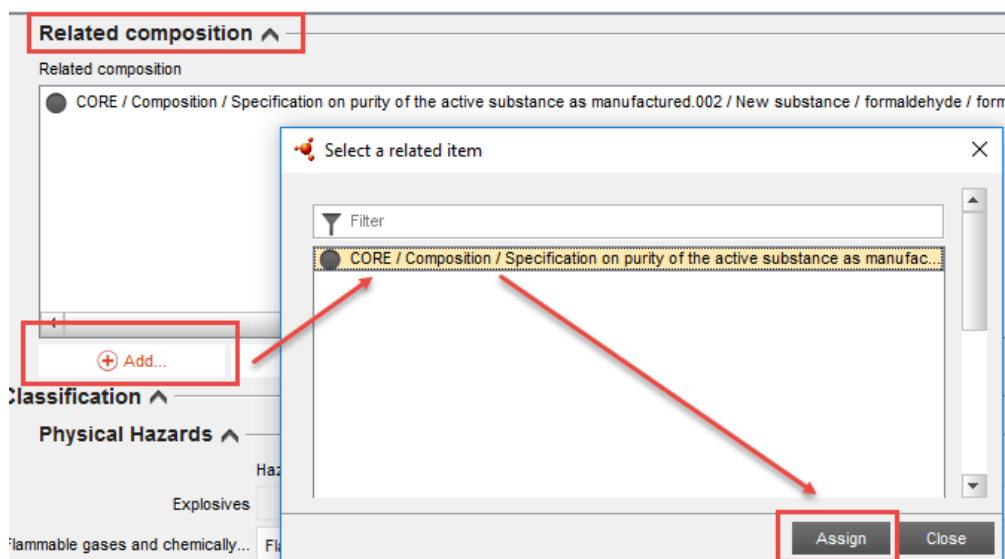 Related composition
Related composition
CORE / Composition / Specification on purity of the active substance as manufactured.002 / New substance / formaldehyde / form
Select a related item
Filter
CORE / Composition / Specification on purity of the active substance as manufac...
Add...
Classification
Physical Hazards
Haz
Explosives
Flammable gases and chemically...
Fla
Assign
Close